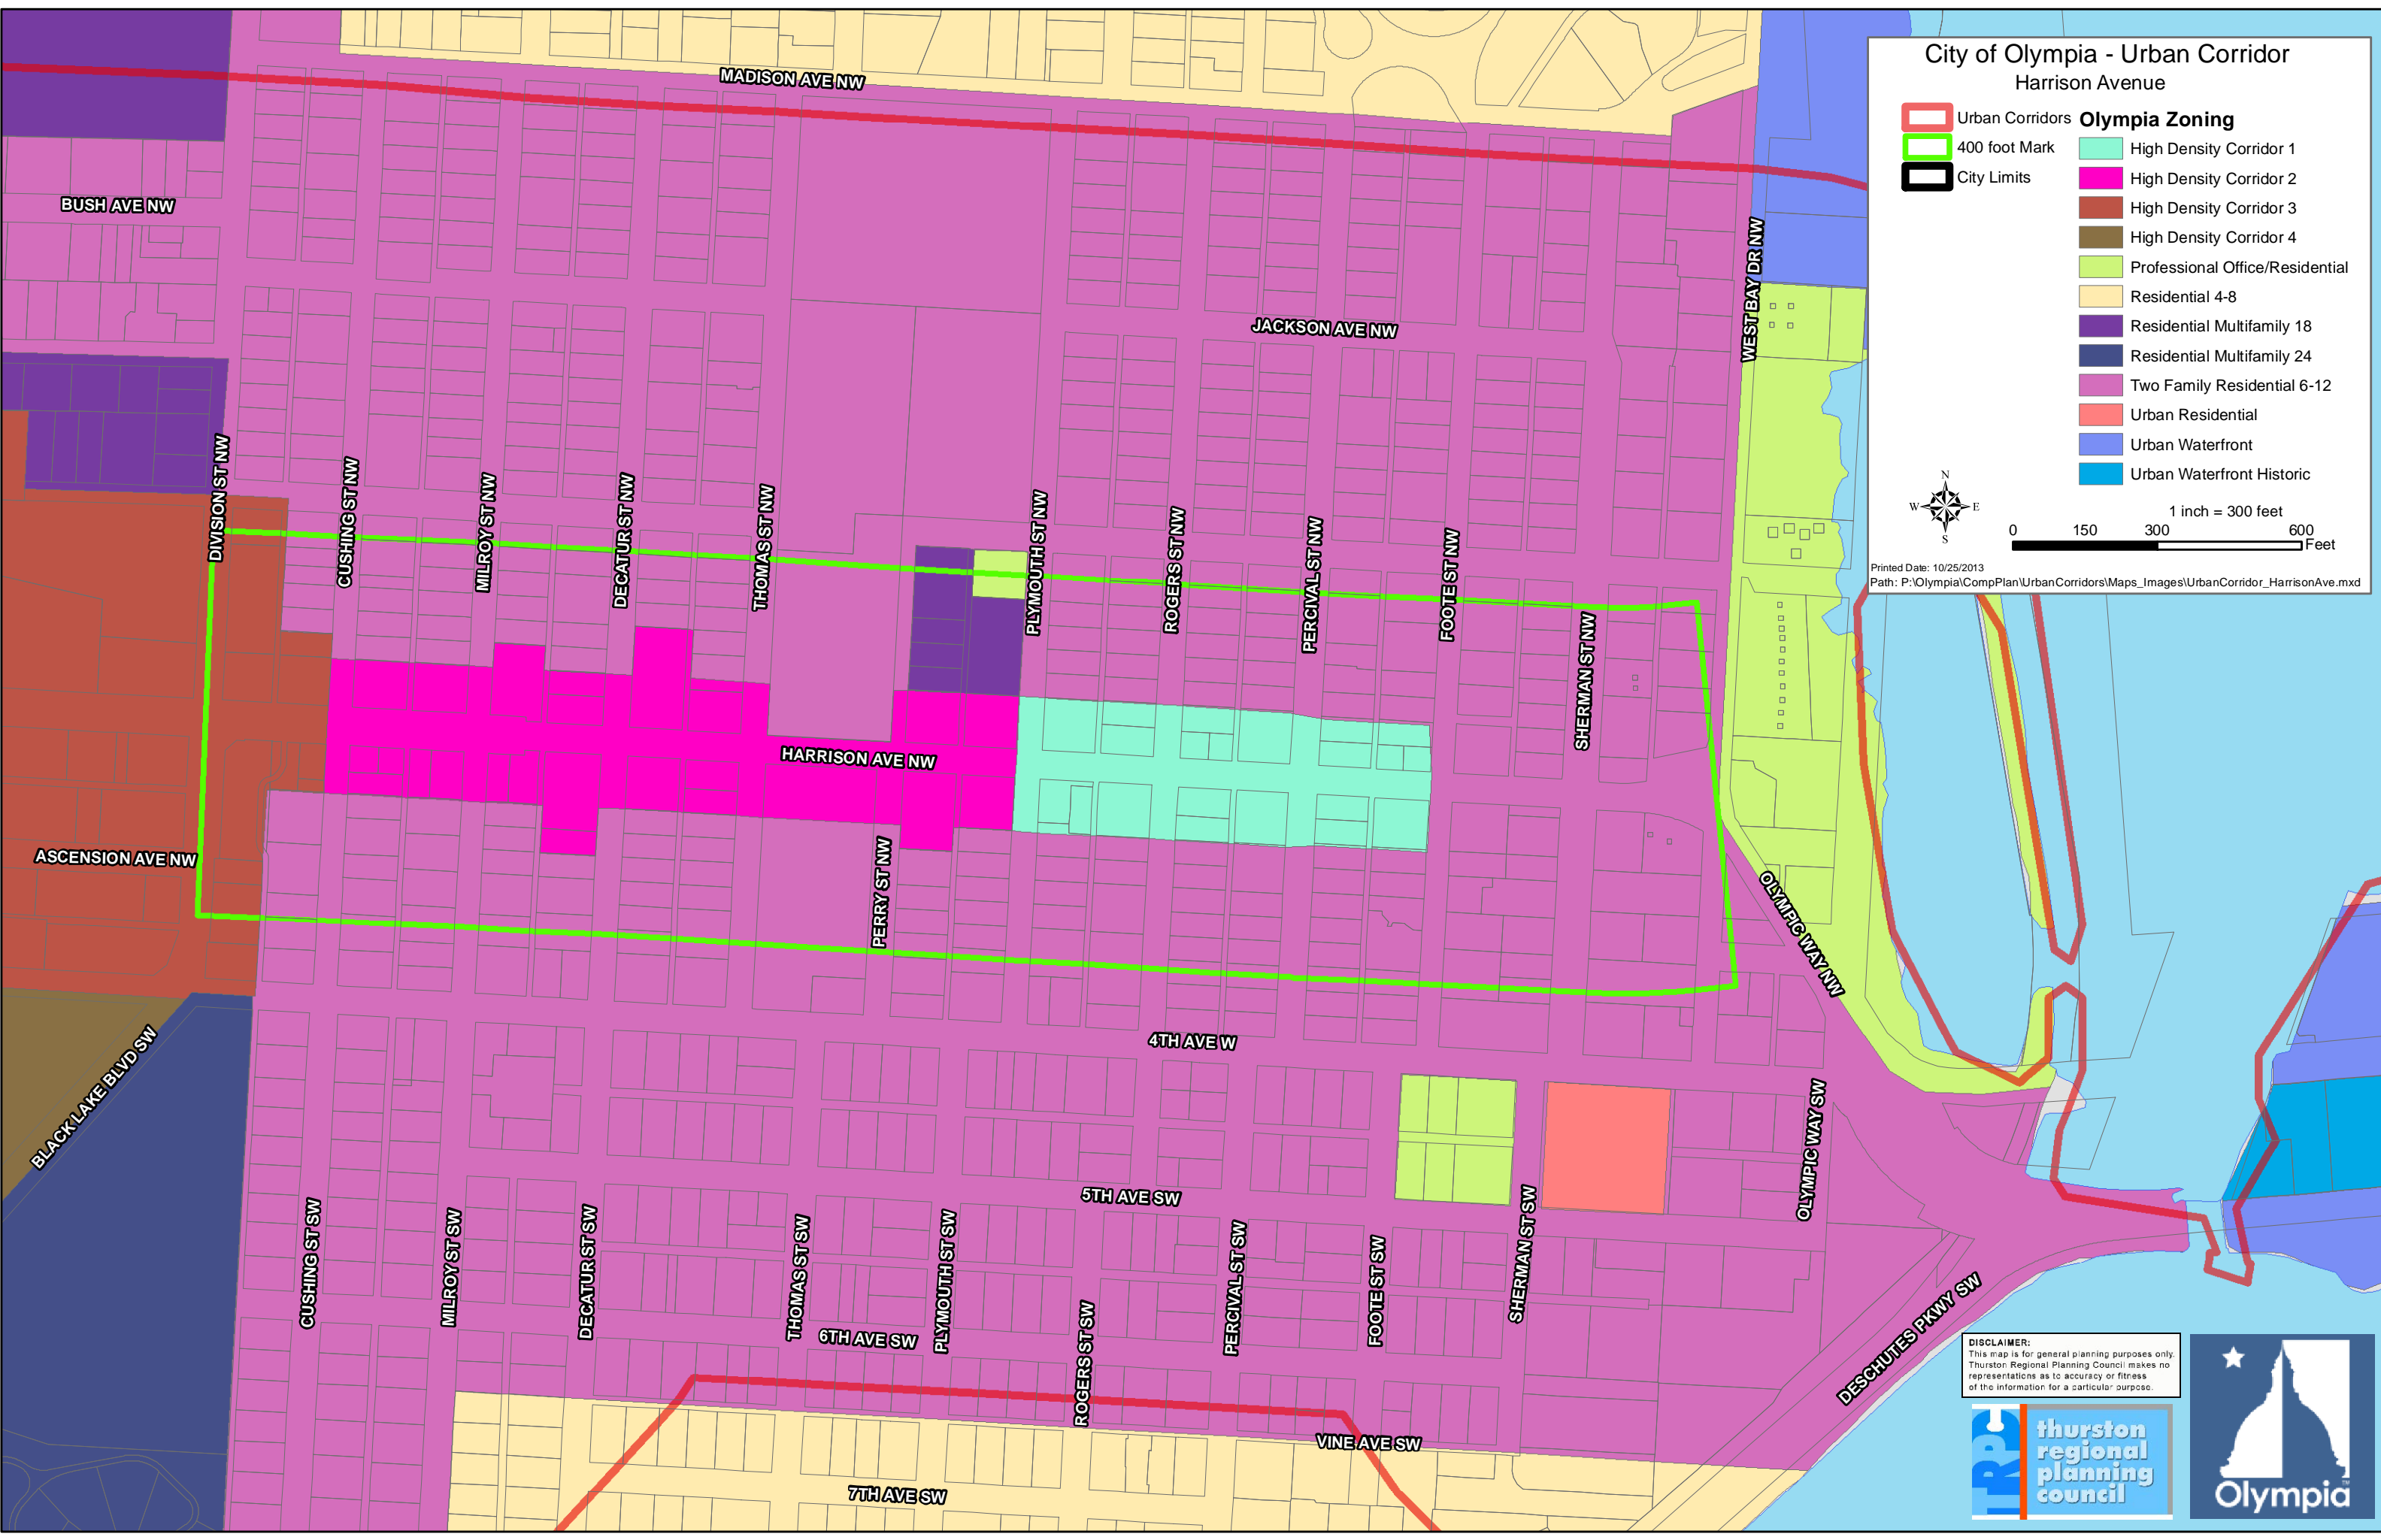 City of Olympia - Urban Corridor
Harrison Avenue
Urban Corridors
400 foot Mark
City Limits
Olympia Zoning
High Density Corridor 1
High Density Corridor 2
High Density Corridor 3
High Density Corridor 4
Professional Office/Residential
Residential 4-8
Residential Multifamily 18
Residential Multifamily 24
Two Family Residential 6-12
Urban Residential
Urban Waterfront
Urban Waterfront Historic
N
W E
S
1 inch = 300 feet
0 150 300 600
Feet
Printed Date: 10/25/2013
Path: P:\Olympia\CompPlan\UrbanCorridors\Maps_Images\UrbanCorridor_HarrisonAve.mxd
MADISON AVE NW
BUSH AVE NW
JACKSON AVE NW
WEST BAY DR NW
DIVISION ST NW
CUSHING ST NW
MILROY ST NW
DECATUR ST NW
THOMAS ST NW
PLYMOUTH ST NW
ROGERS ST NW
PERCIVAL ST NW
FOOTE ST NW
SHERMAN ST NW
HARRISON AVE NW
ASCENSION AVE NW
PERRY ST NW
OLYMPIC WAY NW
4TH AVE W
BLACK LAKE BLVD SW
OLYMPIC WAY SW
5TH AVE SW
CUSHING ST SW
MILROY ST SW
DECATUR ST SW
THOMAS ST SW
PLYMOUTH ST SW
ROGERS ST SW
PERCIVAL ST SW
FOOTE ST SW
SHERMAN ST SW
6TH AVE SW
DESCHUTES PKWY SW
VINE AVE SW
7TH AVE SW
DISCLAIMER:
This map is for general planning purposes only.
Thurston Regional Planning Council makes no
representations as to accuracy or fitness
of the information for a particular purpose.
TRPC
thurston
regional
planning
council
Olympia
TM